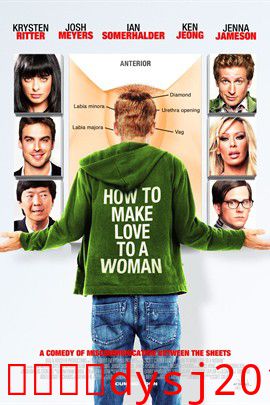 KRYSTEN RITTER
JOSH MEYERS
IAN SOMERHALDER
KEN JEONG
JENNA JAMESON
ANTERIOR
Diamond
Labia minora
Urethra opening
Labia majora
Vag
HOW TO
MAKE
LOVE
TO A
WOMAN
A COMEDY OF MISCOMMUNICATION BETWEEN THE SHEETS
dysj201